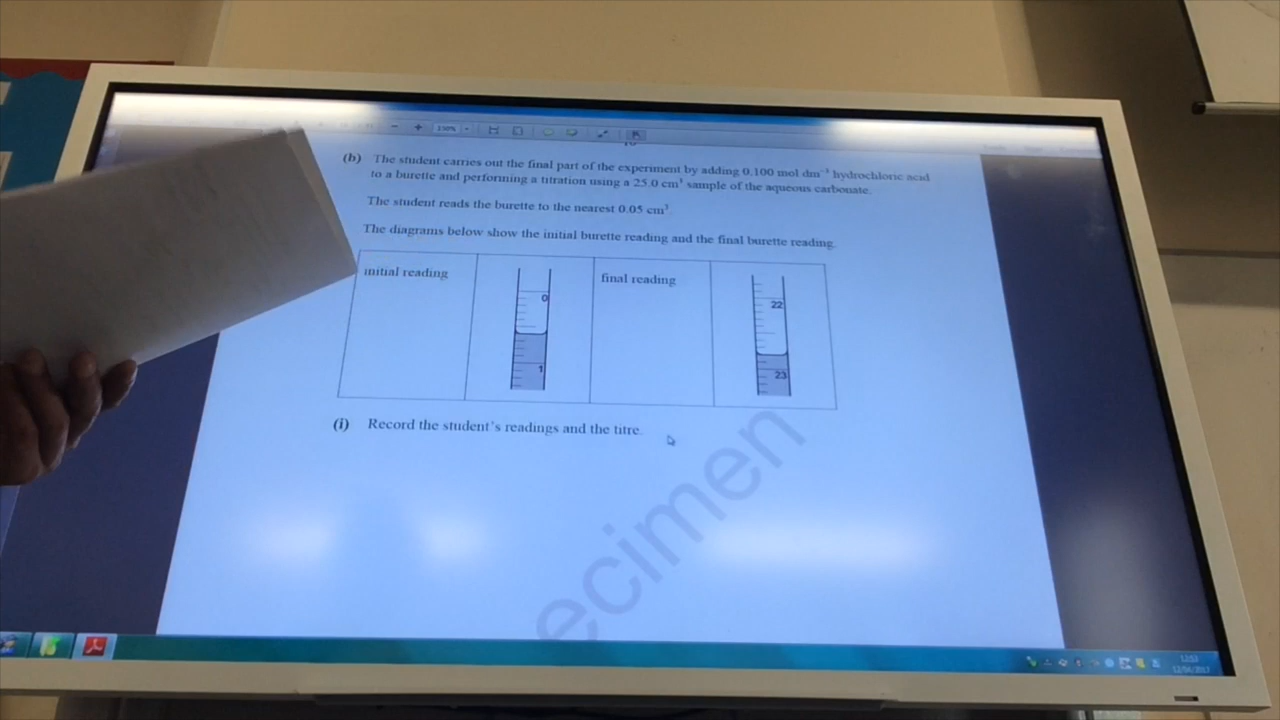 130%
(b) The student carries out the final part of the experiment by adding 0.100 mol dm⁻³ hydrochloric acid
to a burette and performing a titration using a 25.0 cm³ sample of the aqueous carbonate.
The student reads the burette to the nearest 0.05 cm³
The diagrams below show the initial burette reading and the final burette reading.
initial reading
0
1
final reading
22
23
(i) Record the student's readings and the titre.
ecimen
12:52